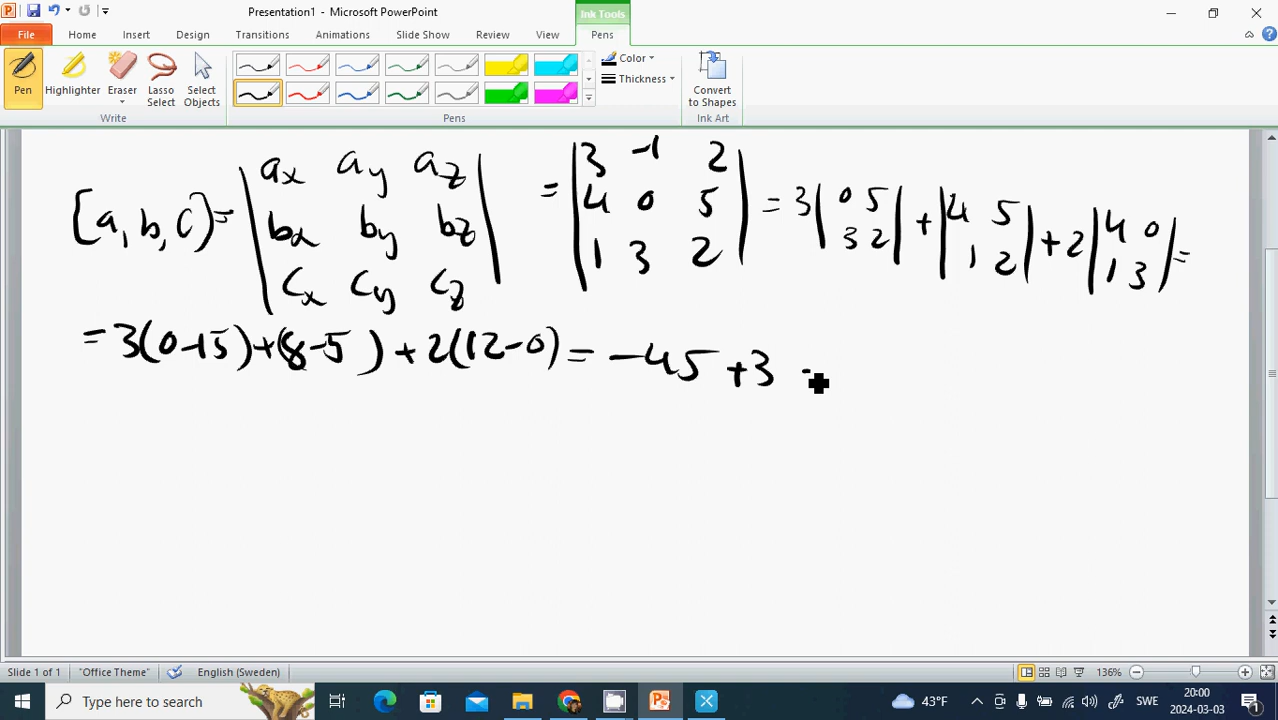 Presentation1 - Microsoft PowerPoint
Ink Tools
File Home Insert Design Transitions Animations Slide Show Review View Pens
Pen Highlighter Eraser Lasso Select Select Objects
Color
Thickness
Convert to Shapes
Write Pens Ink Art
[a, b, c] = | ax ay az | = | 3 -1 2 | = 3 | 0 5 | + | 4 5 | + 2 | 4 0 | =
| bx by bz | | 4 0 5 | | 3 2 | | 1 2 | | 1 3 |
| cx cy cz | | 1 3 2 |
= 3(0-15)+(8-5) + 2(12-0) = -45 +3
Slide 1 of 1 "Office Theme" English (Sweden) 136%
Type here to search
43°F
SWE
20:00
2024-03-03
1